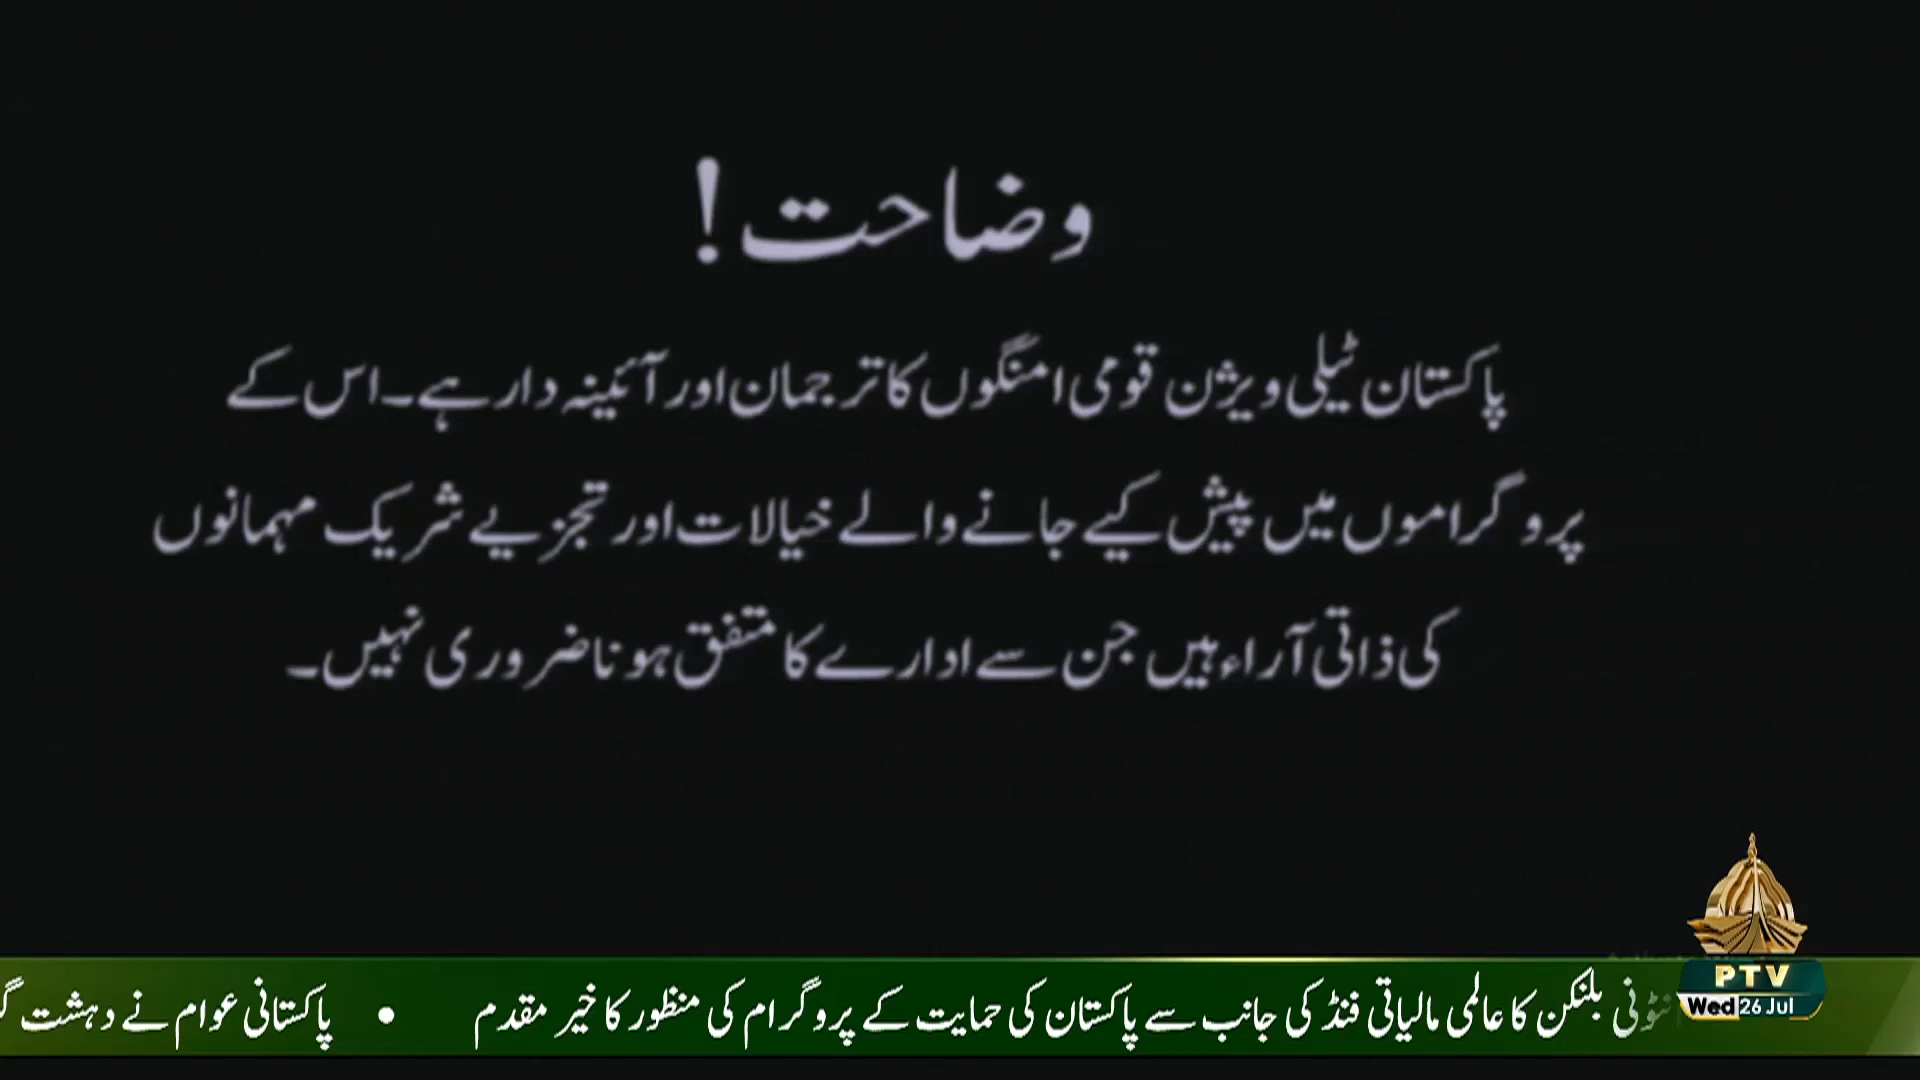 وضاحت!
پاکستان ٹیلی ویژن قومی امنگوں کا ترجمان اور آئینہ دار ہے۔ اس کے
پروگراموں میں پیش کیے جانے والے خیالات اور تجزیے شریک مہمانوں
کی ذاتی آراء ہیں جن سے ادارے کا متفق ہونا ضروری نہیں۔
PTV
Wed 26 Jul
بلنکن کا عالمی مالیاتی فنڈ کی جانب سے پاکستان کی حمایت کے پروگرام کی منظور کا خیر مقدم • پاکستانی عوام نے دہشت